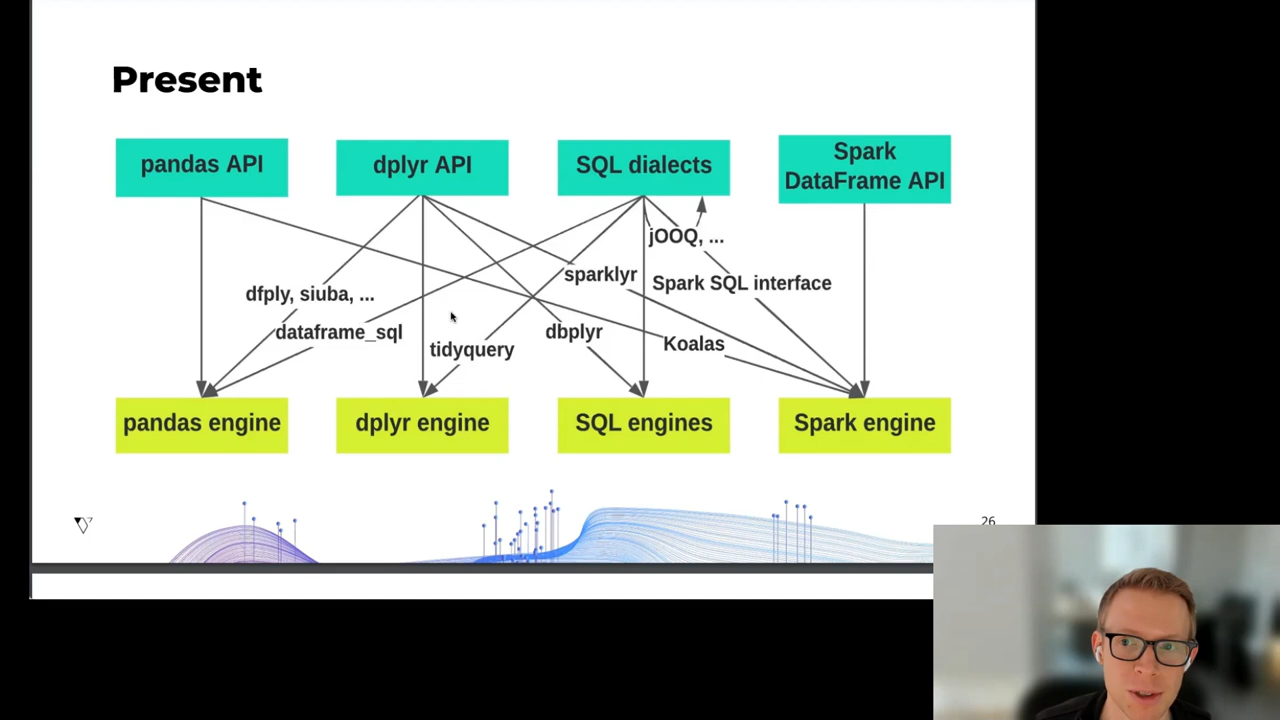 Present
pandas API
dplyr API
SQL dialects
Spark
DataFrame API
jOOQ, ...
sparklyr
Spark SQL interface
dfply, siuba, ...
dataframe_sql
tidyquery
dbplyr
Koalas
pandas engine
dplyr engine
SQL engines
Spark engine
26